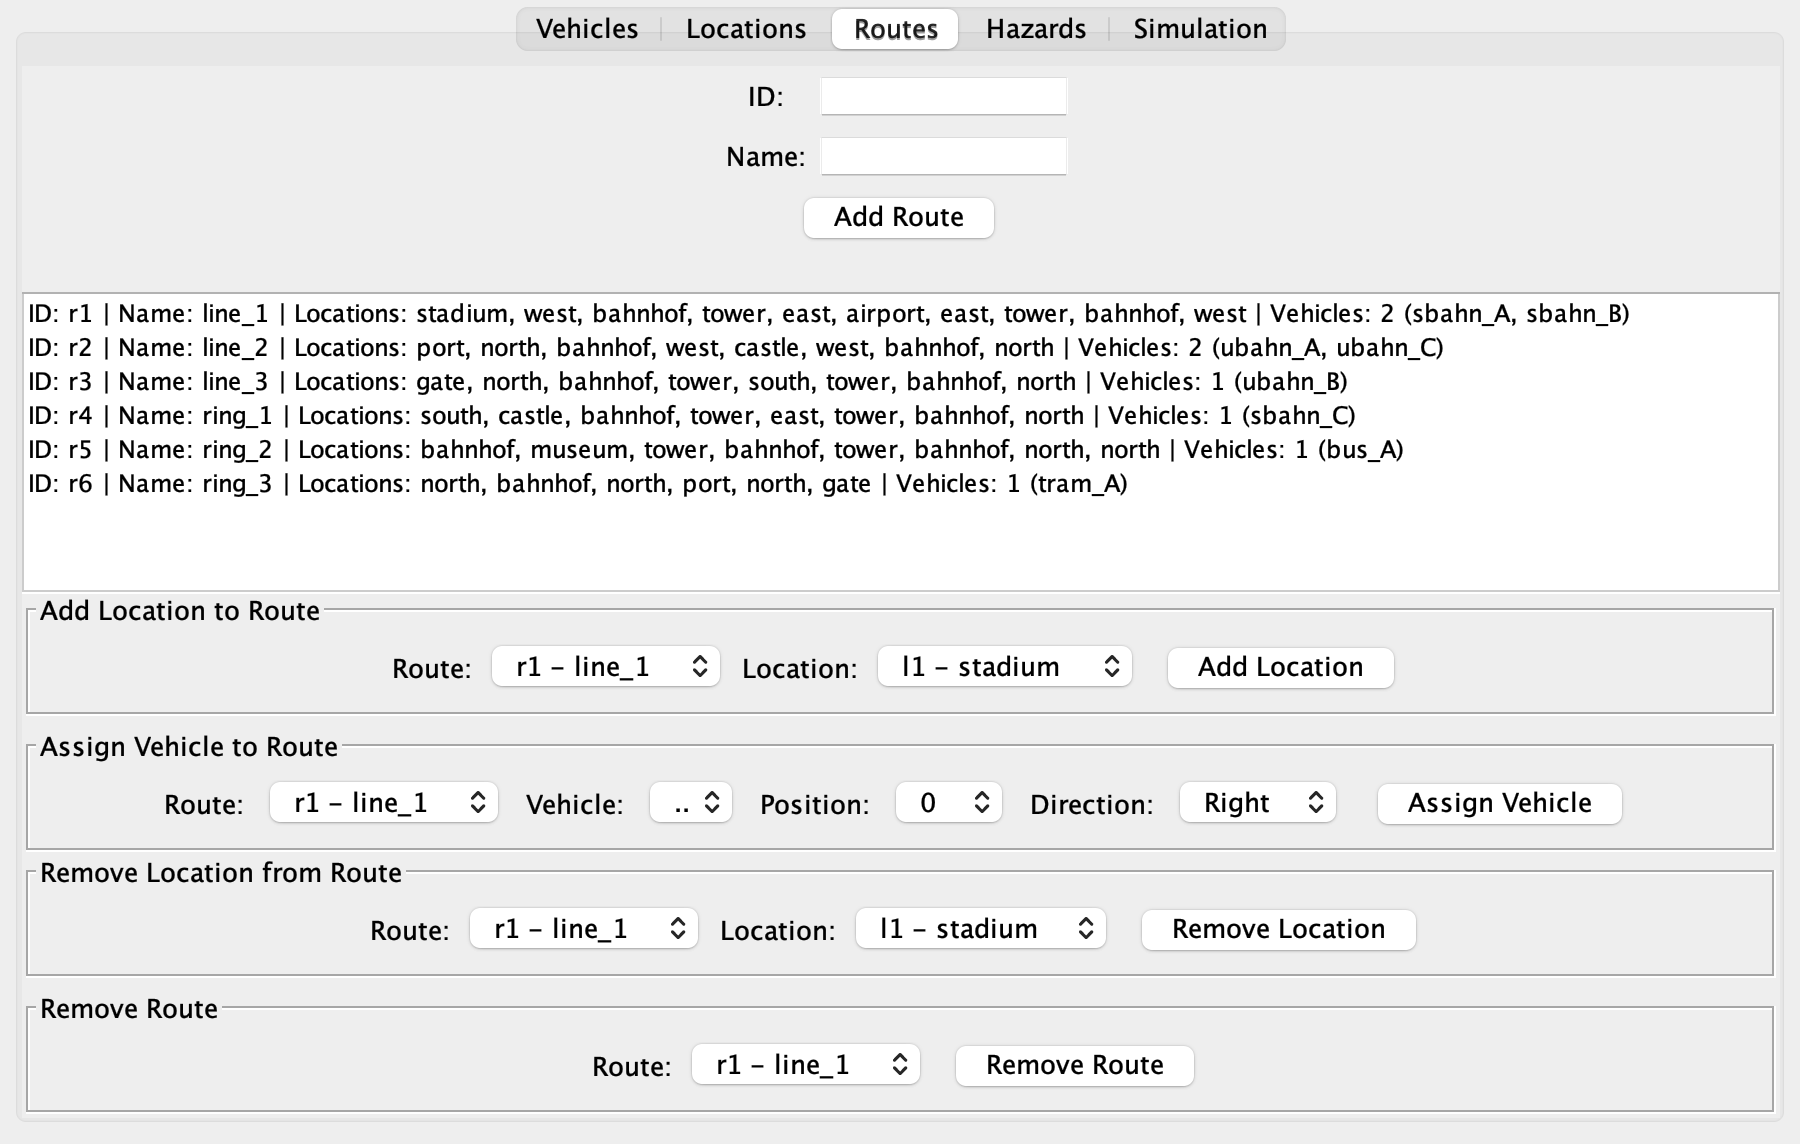 Vehicles Locations Routes Hazards Simulation
ID:
Name:
Add Route
ID: r1 | Name: line_1 | Locations: stadium, west, bahnhof, tower, east, airport, east, tower, bahnhof, west | Vehicles: 2 (sbahn_A, sbahn_B)
ID: r2 | Name: line_2 | Locations: port, north, bahnhof, west, castle, west, bahnhof, north | Vehicles: 2 (ubahn_A, ubahn_C)
ID: r3 | Name: line_3 | Locations: gate, north, bahnhof, tower, south, tower, bahnhof, north | Vehicles: 1 (ubahn_B)
ID: r4 | Name: ring_1 | Locations: south, castle, bahnhof, tower, east, tower, bahnhof, north | Vehicles: 1 (sbahn_C)
ID: r5 | Name: ring_2 | Locations: bahnhof, museum, tower, bahnhof, tower, bahnhof, north, north | Vehicles: 1 (bus_A)
ID: r6 | Name: ring_3 | Locations: north, bahnhof, north, port, north, gate | Vehicles: 1 (tram_A)
Add Location to Route
Route: r1 – line_1 Location: l1 – stadium Add Location
Assign Vehicle to Route
Route: r1 – line_1 Vehicle: .. Position: 0 Direction: Right Assign Vehicle
Remove Location from Route
Route: r1 – line_1 Location: l1 – stadium Remove Location
Remove Route
Route: r1 – line_1 Remove Route